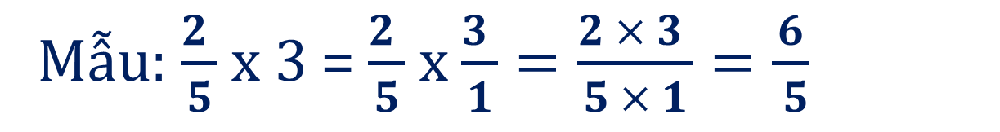 Mẫu: 2/5 x 3 = 2/5 x 3/1 = 2 × 3 / 5 × 1 = 6/5